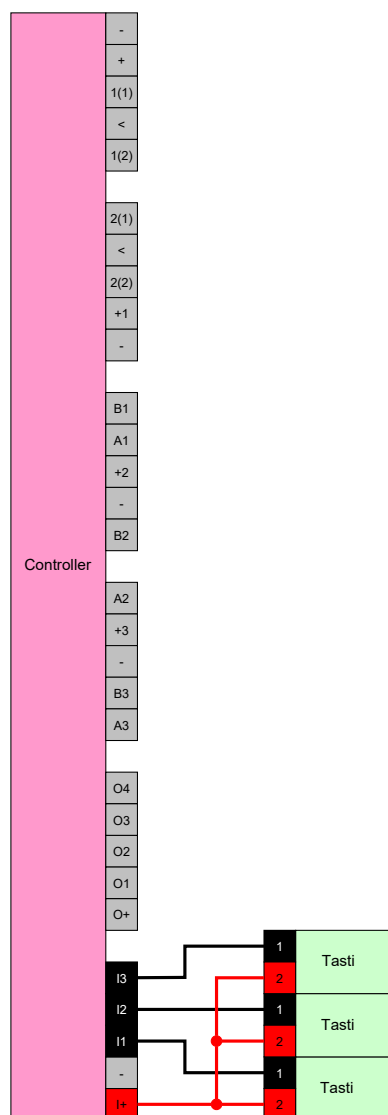 Controller
-
+
1(1)
<
1(2)
2(1)
<
2(2)
+1
-
B1
A1
+2
-
B2
A2
+3
-
B3
A3
O4
O3
O2
O1
O+
I3
I2
I1
-
I+
1
2
Tasti
1
2
Tasti
1
2
Tasti